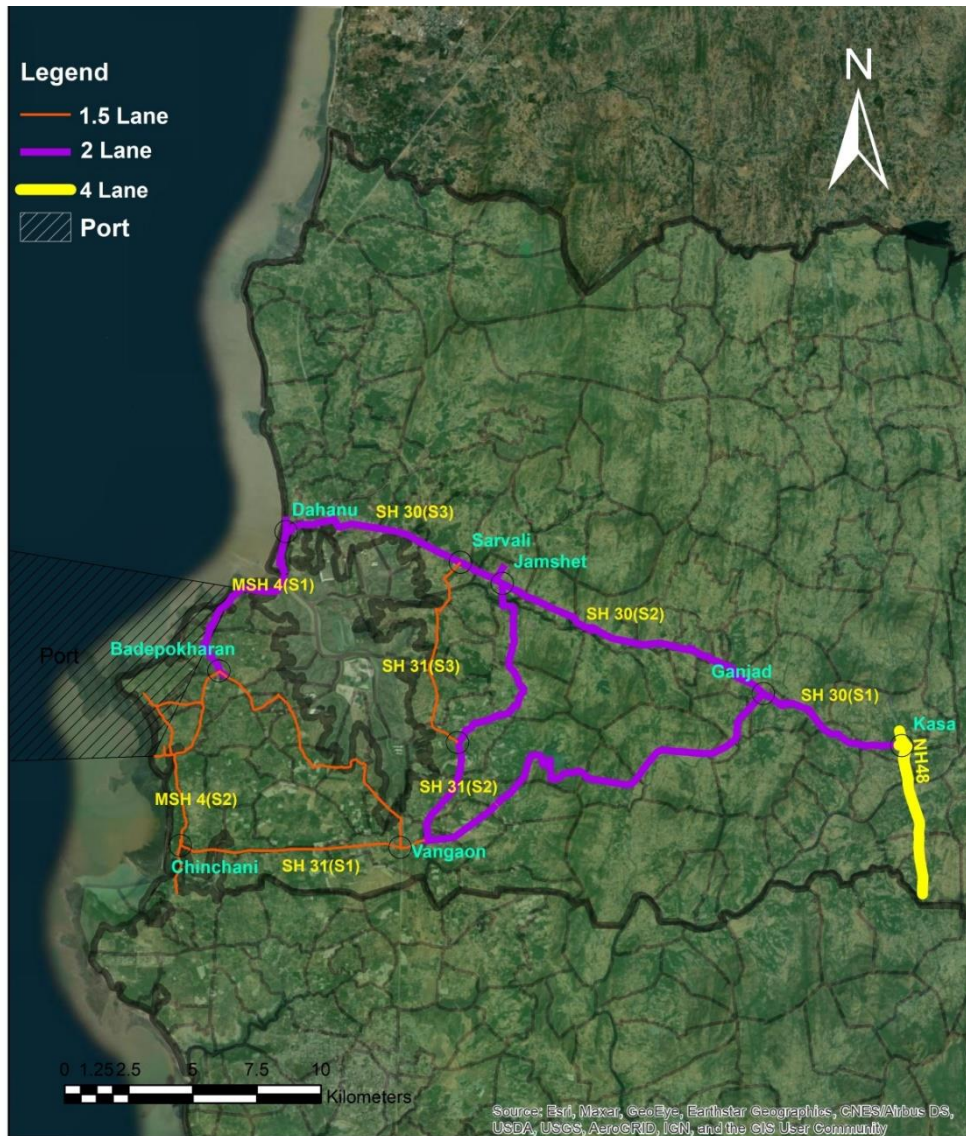 Legend
1.5 Lane
2 Lane
4 Lane
Port
N
Dahanu
SH 30(S3)
Sarvali
Jamshet
MSH 4(S1)
SH 30(S2)
Badepokharan
Port
SH 31(S3)
Ganjad
SH 30(S1)
Kasa
NH48
SH 31(S2)
MSH 4(S2)
Vangaon
Chinchani
SH 31(S1)
0 1.25 2.5 5 7.5 10
Kilometers
Source: Esri, Maxar, GeoEye, Earthstar Geographics, CNES/Airbus DS,
USDA, USGS, AeroGRID, IGN, and the GIS User Community